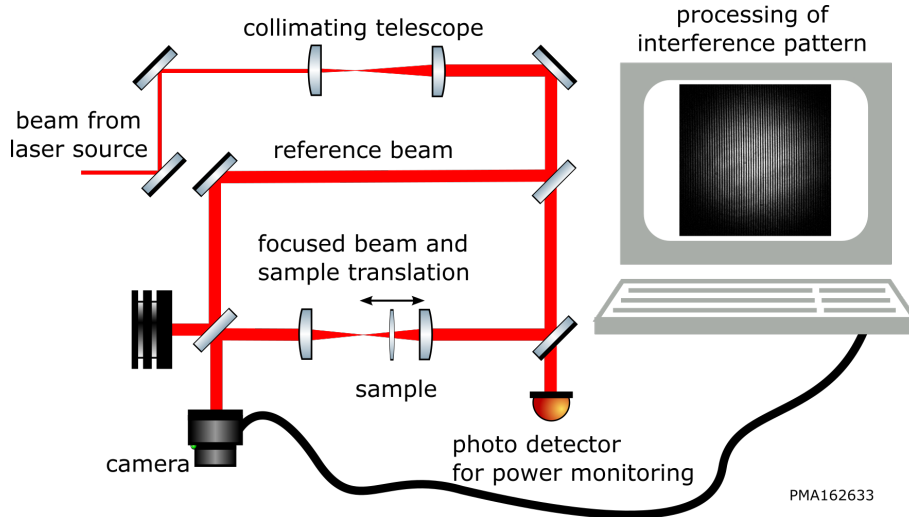 processing of
interference pattern
collimating telescope
beam from
laser source
reference beam
focused beam and
sample translation
sample
photo detector
for power monitoring
camera
PMA162633